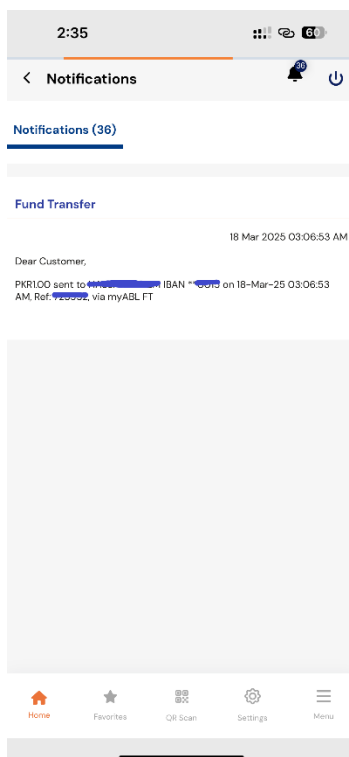 2:35
60
Notifications
36
Notifications (36)
Fund Transfer
18 Mar 2025 03:06:53 AM
Dear Customer,
PKR1.00 sent to IBAN ** on 18-Mar-25 03:06:53
AM, Ref: , via myABL FT
Home
Favorites
QR Scan
Settings
Menu